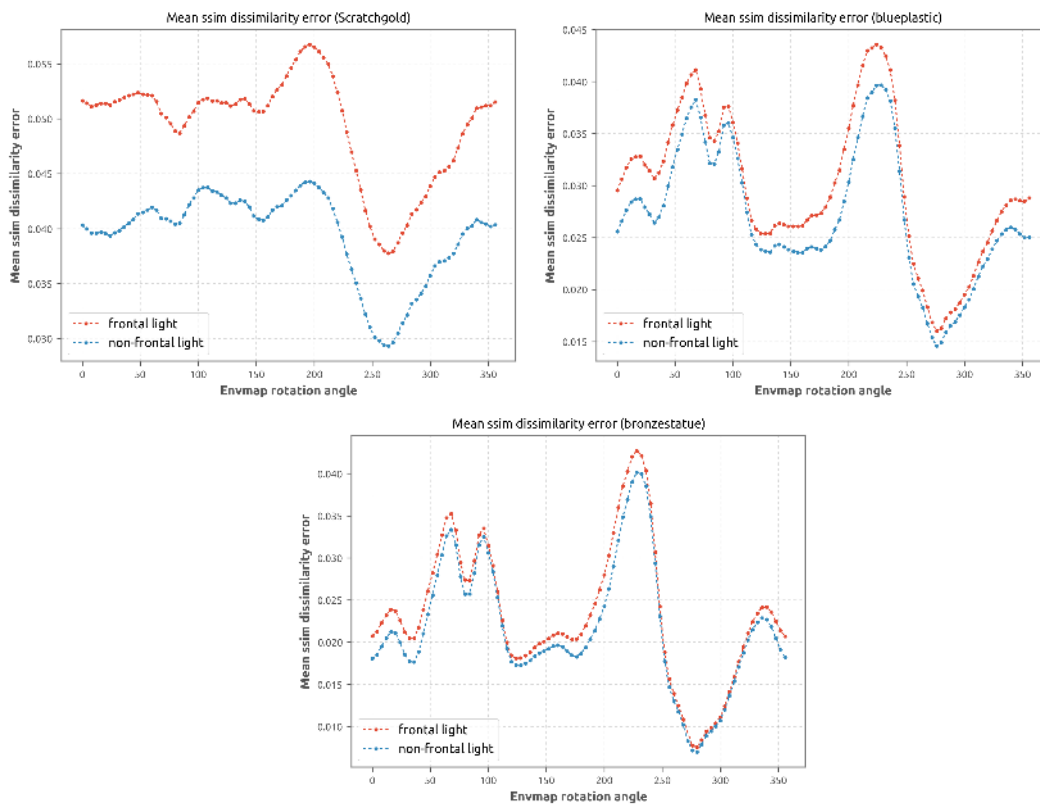 Mean ssim dissimilarity error (Scratchgold)
Mean ssim dissimilarity error
0.055
0.050
0.045
0.040
0.035
0.030
frontal light
non-frontal light
0 50 100 150 200 250 300 350
Envmap rotation angle
Mean ssim dissimilarity error (blueplastic)
Mean ssim dissimilarity error
0.045
0.040
0.035
0.030
0.025
0.020
0.015
frontal light
non-frontal light
0 50 100 150 200 250 300 350
Envmap rotation angle
Mean ssim dissimilarity error (bronzestatue)
Mean ssim dissimilarity error
0.040
0.035
0.030
0.025
0.020
0.015
0.010
frontal light
non-frontal light
0 50 100 150 200 250 300 350
Envmap rotation angle